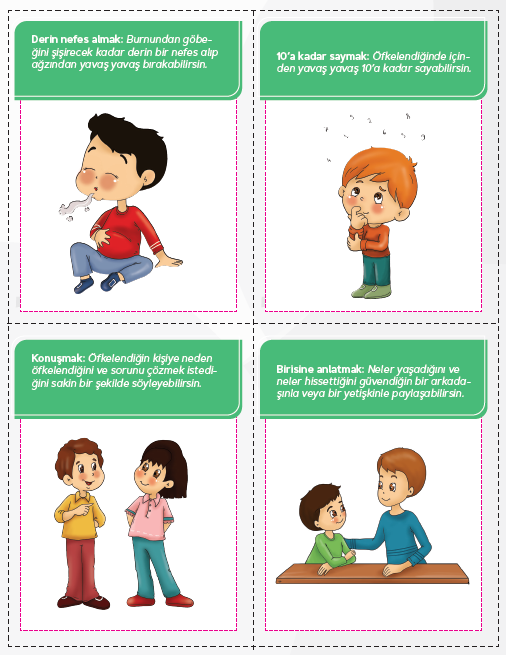 Derin nefes almak: Burnundan göbe-
ğini şişirecek kadar derin bir nefes alıp
ağzından yavaş yavaş bırakabilirsin.
10'a kadar saymak: Öfkelendiğinde için-
den yavaş yavaş 10'a kadar sayabilirsin.
Konuşmak: Öfkelendiğin kişiye neden
öfkelendiğini ve sorunu çözmek istedi-
ğini sakin bir şekilde söyleyebilirsin.
Birisine anlatmak: Neler yaşadığını ve
neler hissettiğini güvendiğin bir arkada-
şınla veya bir yetişkinle paylaşabilirsin.